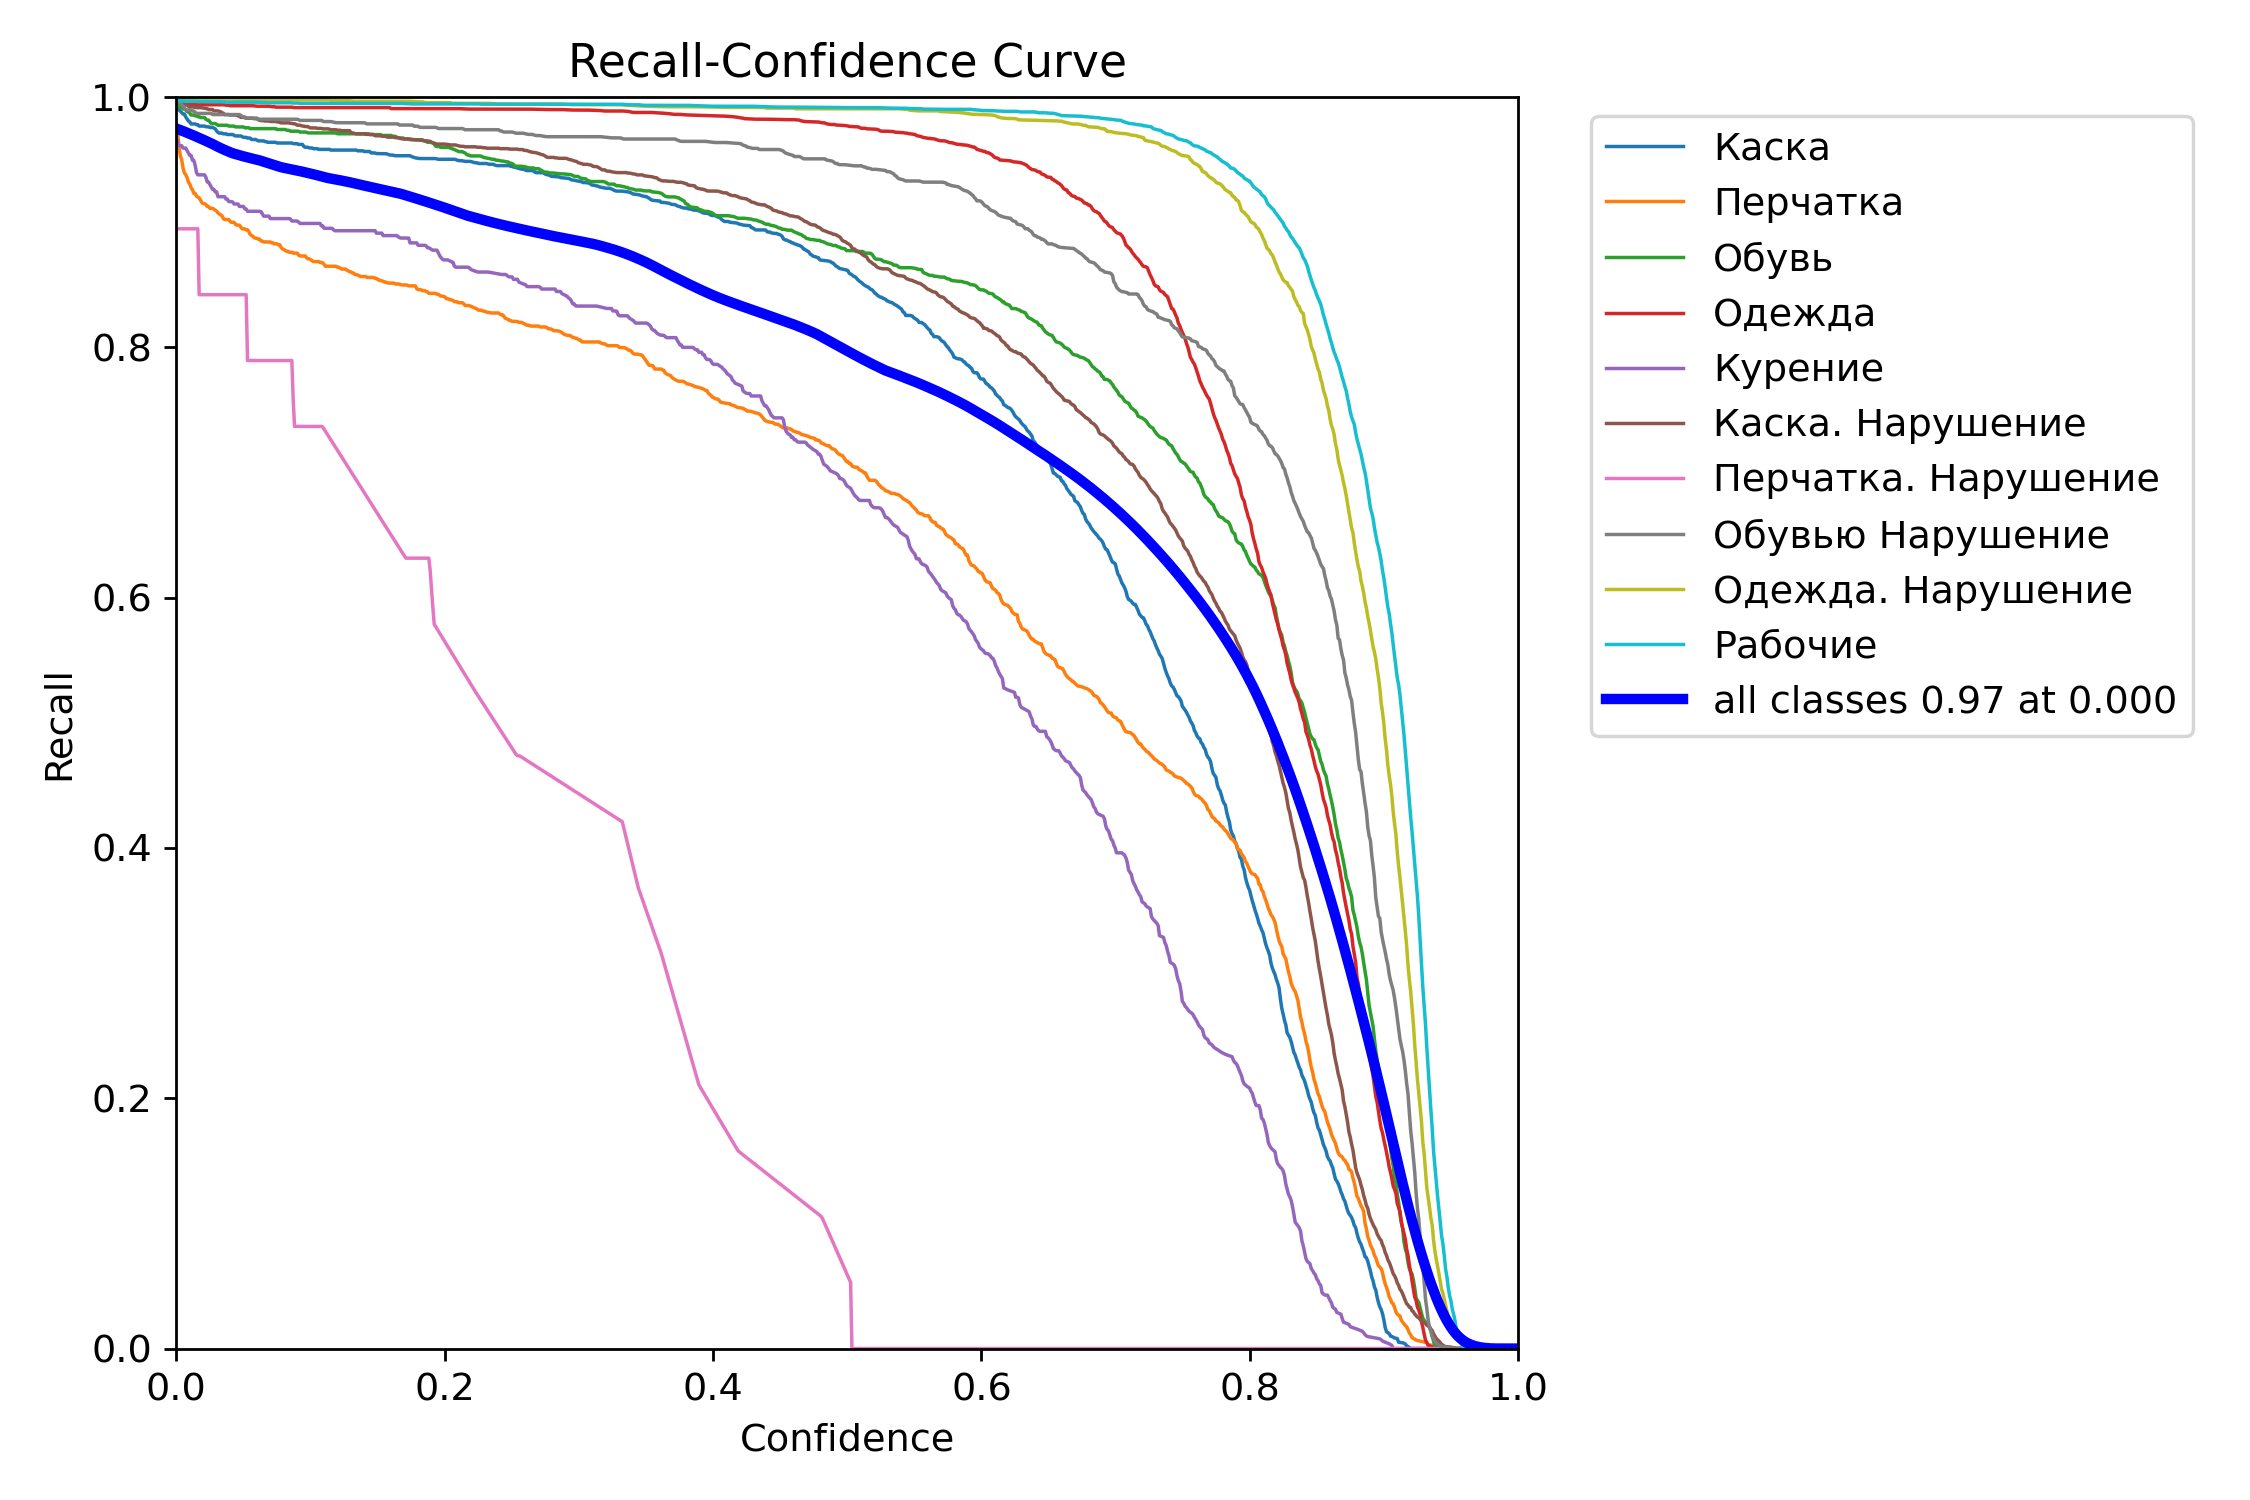 Recall-Confidence Curve
1.0
0.8
0.6
0.4
0.2
0.0
Recall
0.0 0.2 0.4 0.6 0.8 1.0
Confidence
Каска
Перчатка
Обувь
Одежда
Курение
Каска. Нарушение
Перчатка. Нарушение
Обувью Нарушение
Одежда. Нарушение
Рабочие
all classes 0.97 at 0.000